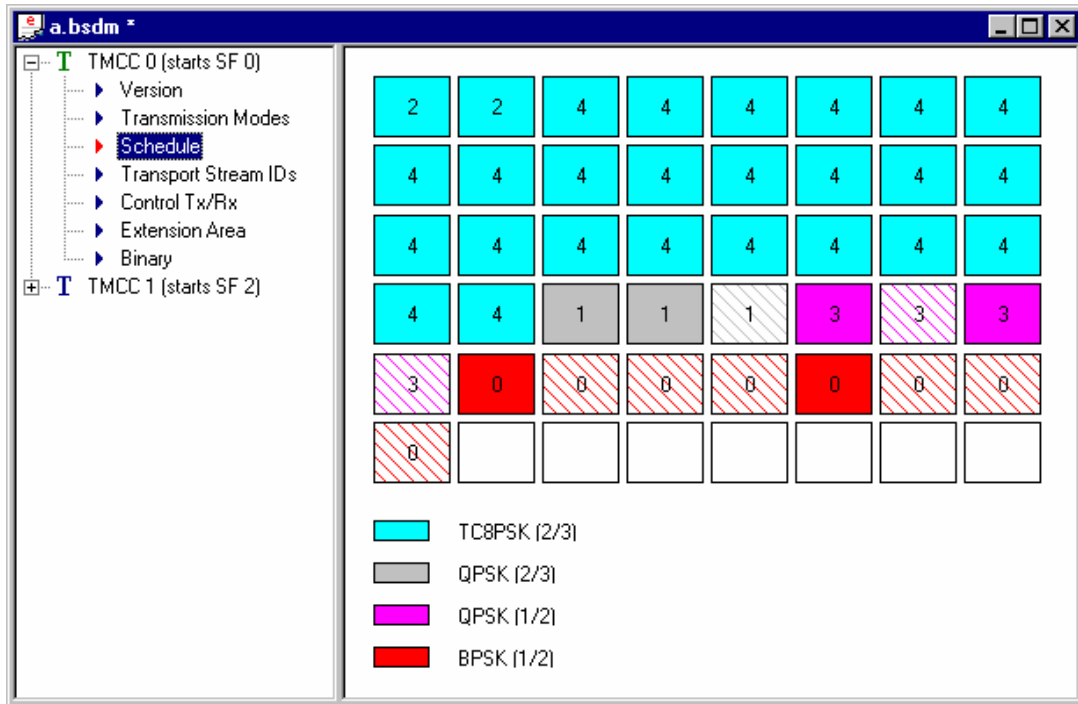 a.bsdm *
T TMCC 0 (starts SF 0)
Version
Transmission Modes
Schedule
Transport Stream IDs
Control Tx/Rx
Extension Area
Binary
T TMCC 1 (starts SF 2)
2 2 4 4 4 4 4 4
4 4 4 4 4 4 4 4
4 4 4 4 4 4 4 4
4 4 1 1 1 3 3 3
3 0 0 0 0 0 0 0
0
TC8PSK (2/3)
QPSK (2/3)
QPSK (1/2)
BPSK (1/2)